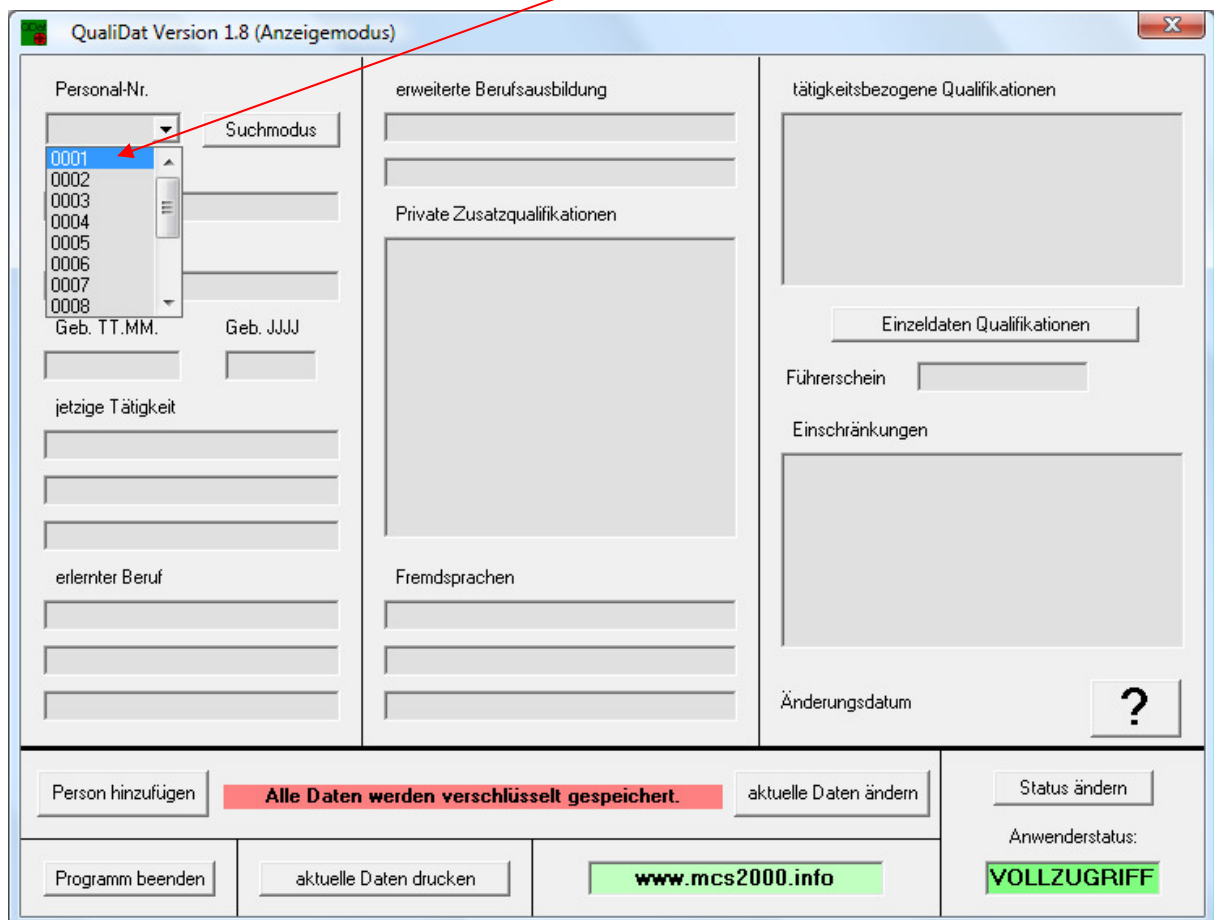 QualiDat Version 1.8 (Anzeigemodus)
X
Personal-Nr.
Suchmodus
0001
0002
0003
0004
0005
0006
0007
0008
Geb. TT.MM.
Geb. JJJJ
jetzige Tätigkeit
erlernter Beruf
erweiterte Berufsausbildung
Private Zusatzqualifikationen
Fremdsprachen
tätigkeitsbezogene Qualifikationen
Einzeldaten Qualifikationen
Führerschein
Einschränkungen
Änderungsdatum
?
Person hinzufügen
Alle Daten werden verschlüsselt gespeichert.
aktuelle Daten ändern
Status ändern
Anwenderstatus:
Programm beenden
aktuelle Daten drucken
www.mcs2000.info
VOLLZUGRIFF